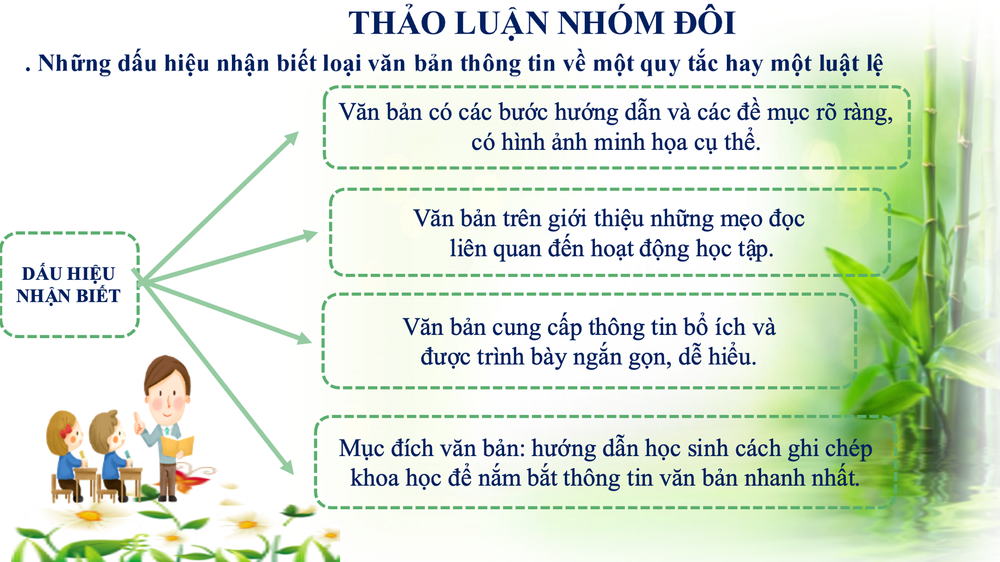 THẢO LUẬN NHÓM ĐÔI
. Những dấu hiệu nhận biết loại văn bản thông tin về một quy tắc hay một luật lệ
Văn bản có các bước hướng dẫn và các đề mục rõ ràng,
có hình ảnh minh họa cụ thể.
Văn bản trên giới thiệu những mẹo đọc
liên quan đến hoạt động học tập.
DẤU HIỆU
NHẬN BIẾT
Văn bản cung cấp thông tin bổ ích và
được trình bày ngắn gọn, dễ hiểu.
Mục đích văn bản: hướng dẫn học sinh cách ghi chép
khoa học để nắm bắt thông tin văn bản nhanh nhất.